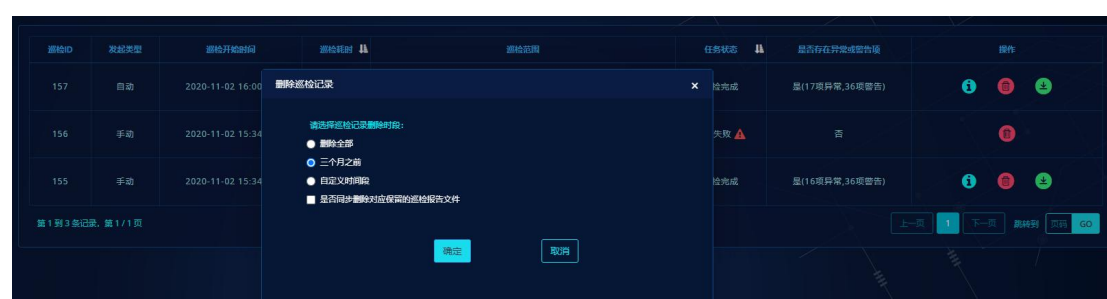 巡检ID 发起类型 巡检开始时间 巡检耗时 巡检范围 任务状态 是否存在异常或警告项 操作
删除巡检记录 ×
157 自动 2020-11-02 16:00 检完成 是(17项异常,36项警告)
请选择巡检记录删除时段:
156 手动 2020-11-02 15:34 失败 否
删除全部
三个月之前
155 手动 2020-11-02 15:34 检完成 是(16项异常,36项警告)
自定义时间段
是否同步删除对应保留的巡检报告文件
第1到3条记录, 第1/1页 上一页 1 下一页 跳转到 页码 GO
确定 取消